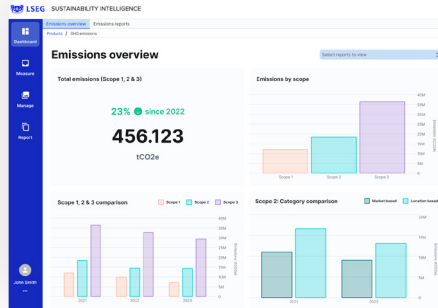 LSEG SUSTAINABILITY INTELLIGENCE
Emissions overview Emissions reports
Products / GHG emissions
Dashboard
Measure
Manage
Report
John Smith
Emissions overview
Select reports to view
Total emissions (Scope 1, 2 & 3)
23% since 2022
456.123
tCO2e
Emissions by scope
Scope 1 Scope 2 Scope 3
Scope 1, 2 & 3 comparison
Scope 1 Scope 2 Scope 3
2021 2022 2023
Scope 2: Category comparison
Market based Location based
2021 2022